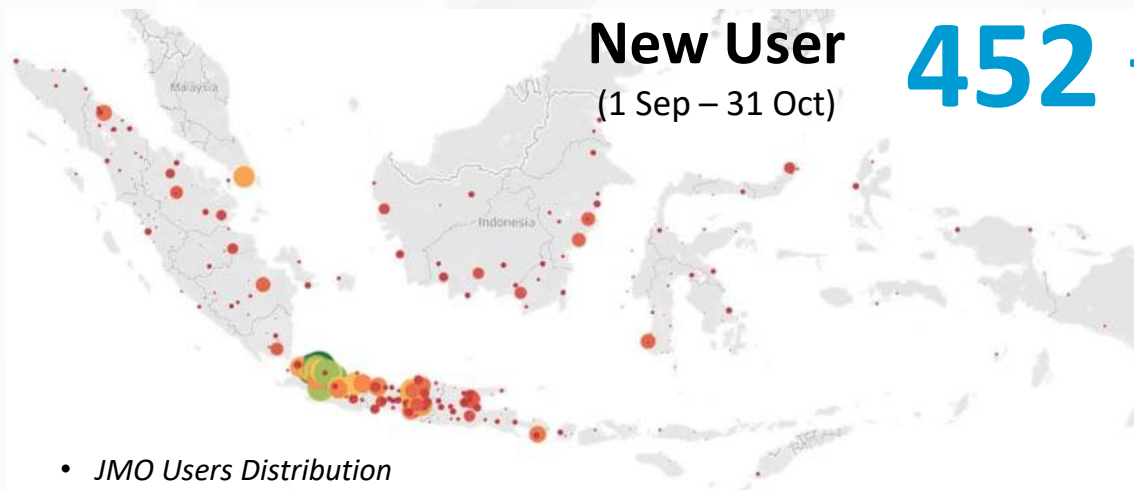 New User
452
(1 Sep – 31 Oct)
Malaysia
Indonesia
• JMO Users Distribution